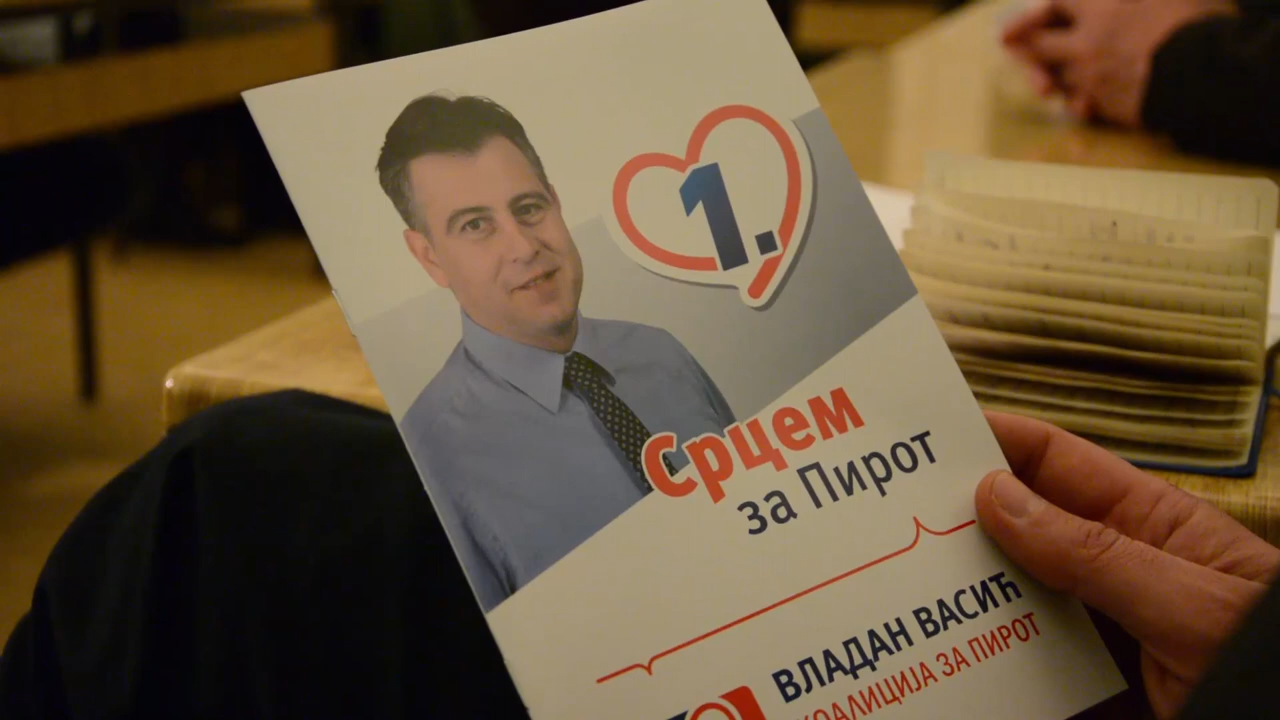 1.
Срцем
за Пирот
ВЛАДАН ВАСИЋ
КОАЛИЦИЈА ЗА ПИРОТ